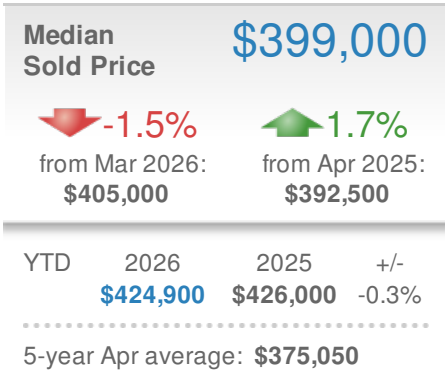 Median $399,000
Sold Price
-1.5% 1.7%
from Mar 2026: from Apr 2025:
$405,000 $392,500
YTD 2026 2025 +/-
$424,900 $426,000 -0.3%
5-year Apr average: $375,050